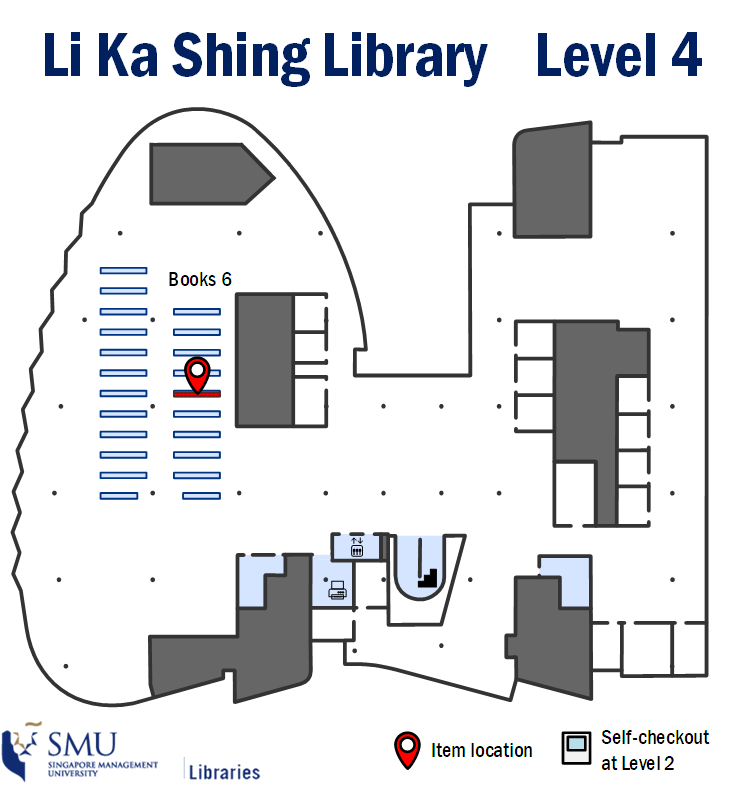 Li Ka Shing Library Level 4
Books 6
SMU
SINGAPORE MANAGEMENT
UNIVERSITY
Libraries
Item location
Self-checkout
at Level 2